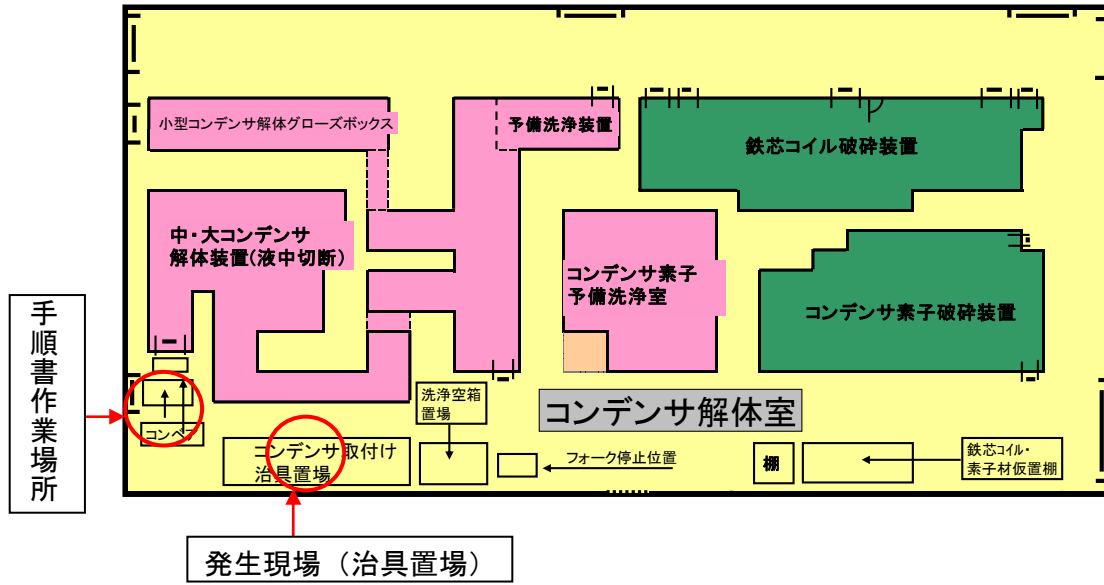 小型コンデンサ解体グローズボックス
予備洗浄装置
鉄芯コイル破砕装置
中・大コンデンサ
解体装置(液中切断)
コンデンサ素子
予備洗浄室
コンデンサ素子破砕装置
手順書作業場所
コンベア
洗浄空箱
置場
コンデンサ解体室
コンデンサ取付け
治具置場
フォーク停止位置
棚
鉄芯コイル・
素子材仮置棚
発生現場（治具置場）